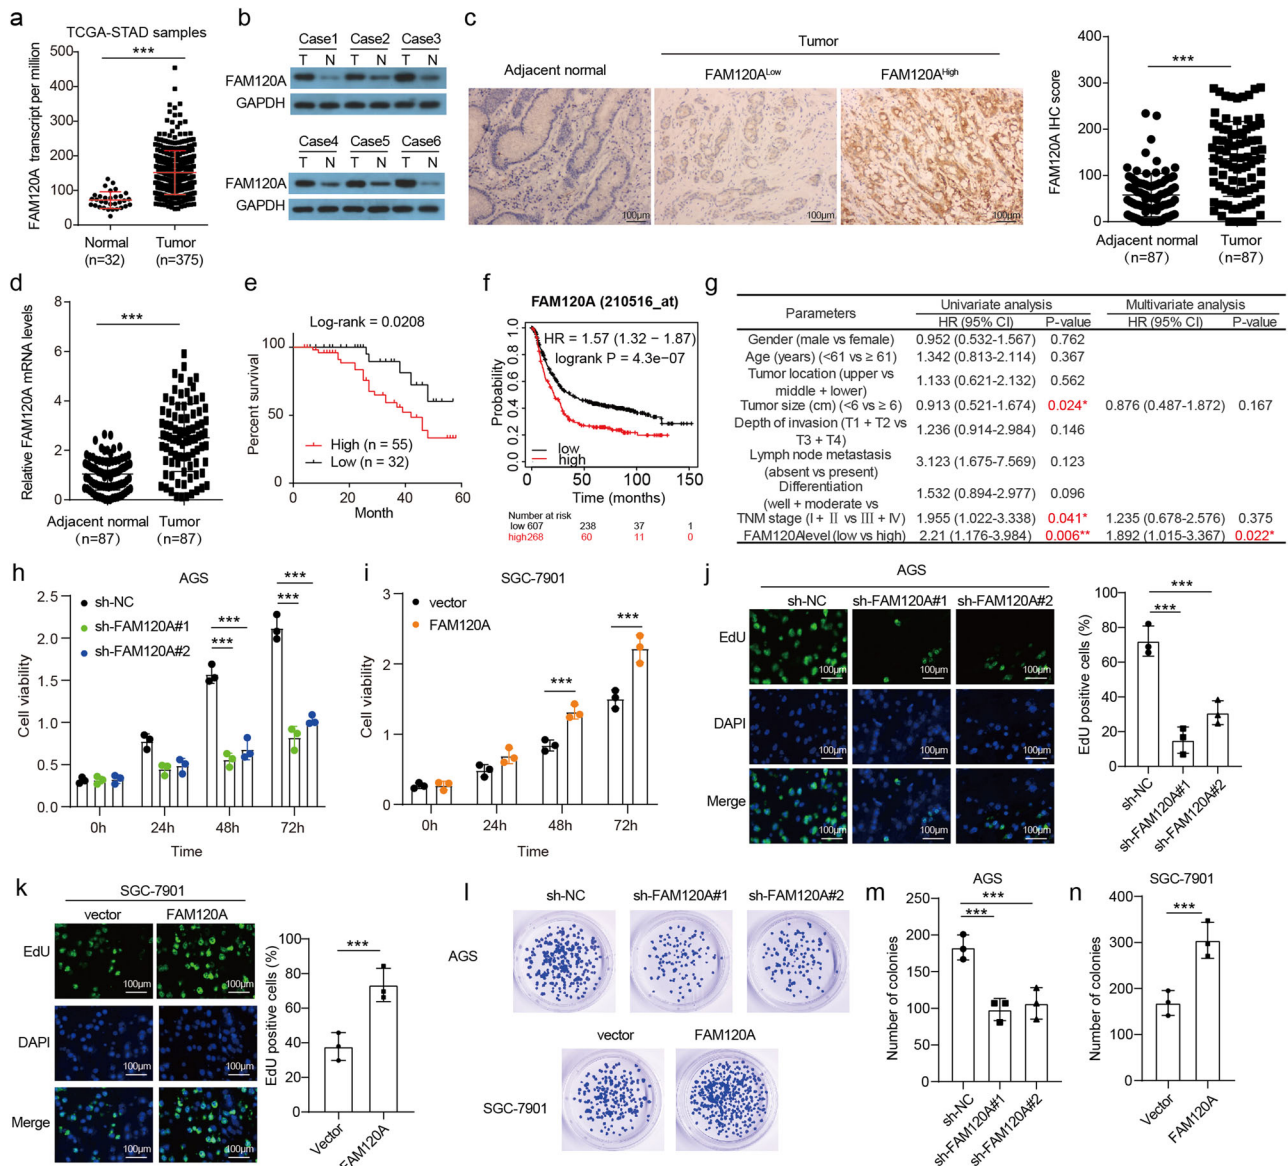 a
TCGA-STAD samples
***
FAM120A transcript per million
500
400
300
200
100
0
Normal
(n=32)
Tumor
(n=375)
b
Case1 Case2 Case3
T N T N T N
FAM120A
GAPDH
Case4 Case5 Case6
T N T N T N
FAM120A
GAPDH
c
Tumor
Adjacent normal
FAM120A^Low
FAM120A^High
100μm
100μm
100μm
***
FAM120A IHC score
400
300
200
100
0
Adjacent normal
(n=87)
Tumor
(n=87)
d
***
Relative FAM120A mRNA levels
8
6
4
2
0
Adjacent normal
(n=87)
Tumor
(n=87)
e
Log-rank = 0.0208
Percent survival
100
50
0
High (n = 55)
Low (n = 32)
0 20 40 60
Month
f
FAM120A (210516_at)
HR = 1.57 (1.32 − 1.87)
logrank P = 4.3e−07
Probability
1.0
0.8
0.6
0.4
0.2
0.0
low
high
0 50 100 150
Time (months)
Number at risk
low 607 238 37 1
high 268 60 11 0
g
Parameters Univariate analysis Multivariate analysis
HR (95% CI) P-value HR (95% CI) P-value
Gender (male vs female) 0.952 (0.532-1.567) 0.762
Age (years) (<61 vs ≥ 61) 1.342 (0.813-2.114) 0.367
Tumor location (upper vs
middle + lower) 1.133 (0.621-2.132) 0.562
Tumor size (cm) (<6 vs ≥ 6) 0.913 (0.521-1.674) 0.024* 0.876 (0.487-1.872) 0.167
Depth of invasion (T1 + T2 vs
T3 + T4) 1.236 (0.914-2.984) 0.146
Lymph node metastasis
(absent vs present) 3.123 (1.675-7.569) 0.123
Differentiation
(well + moderate vs 1.532 (0.894-2.977) 0.096
TNM stage (I + II vs III + IV) 1.955 (1.022-3.338) 0.041* 1.235 (0.678-2.576) 0.375
FAM120A level (low vs high) 2.21 (1.176-3.984) 0.006** 1.892 (1.015-3.367) 0.022*
h
AGS
sh-NC
sh-FAM120A#1
sh-FAM120A#2
***
***
***
***
Cell viability
2.5
2.0
1.5
1.0
0.5
0.0
0h 24h 48h 72h
Time
i
SGC-7901
vector
FAM120A
***
***
Cell viability
3
2
1
0
0h 24h 48h 72h
Time
j
AGS
sh-NC sh-FAM120A#1 sh-FAM120A#2
EdU
100μm 100μm 100μm
DAPI
100μm 100μm 100μm
Merge
100μm 100μm 100μm
***
***
EdU positive cells (%)
80
60
40
20
0
sh-NC
sh-FAM120A#1
sh-FAM120A#2
k
SGC-7901
vector FAM120A
EdU
100μm 100μm
DAPI
100μm 100μm
Merge
100μm 100μm
***
EdU positive cells (%)
80
60
40
20
0
Vector
FAM120A
l
sh-NC sh-FAM120A#1 sh-FAM120A#2
AGS
vector FAM120A
SGC-7901
m
AGS
***
***
Number of colonies
250
200
150
100
50
0
sh-NC
sh-FAM120A#1
sh-FAM120A#2
n
SGC-7901
***
Number of colonies
400
300
200
100
0
Vector
FAM120A